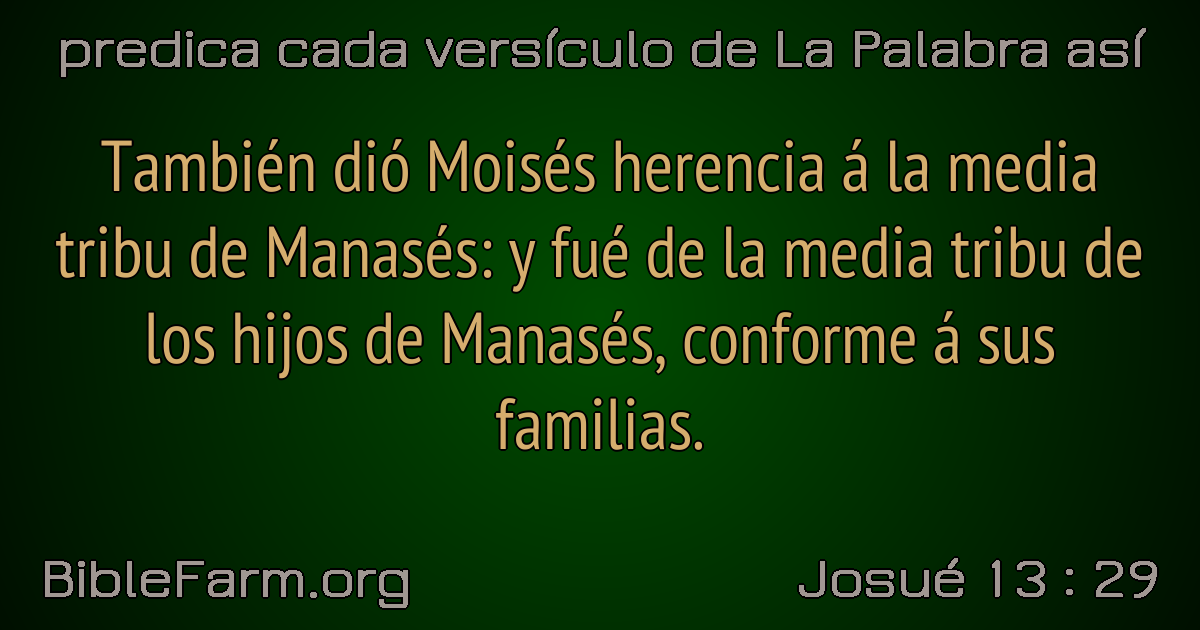 predica cada versículo de La Palabra así
También dió Moisés herencia á la media
tribu de Manasés: y fué de la media tribu de
los hijos de Manasés, conforme á sus
familias.
BibleFarm.org
Josué 13 : 29